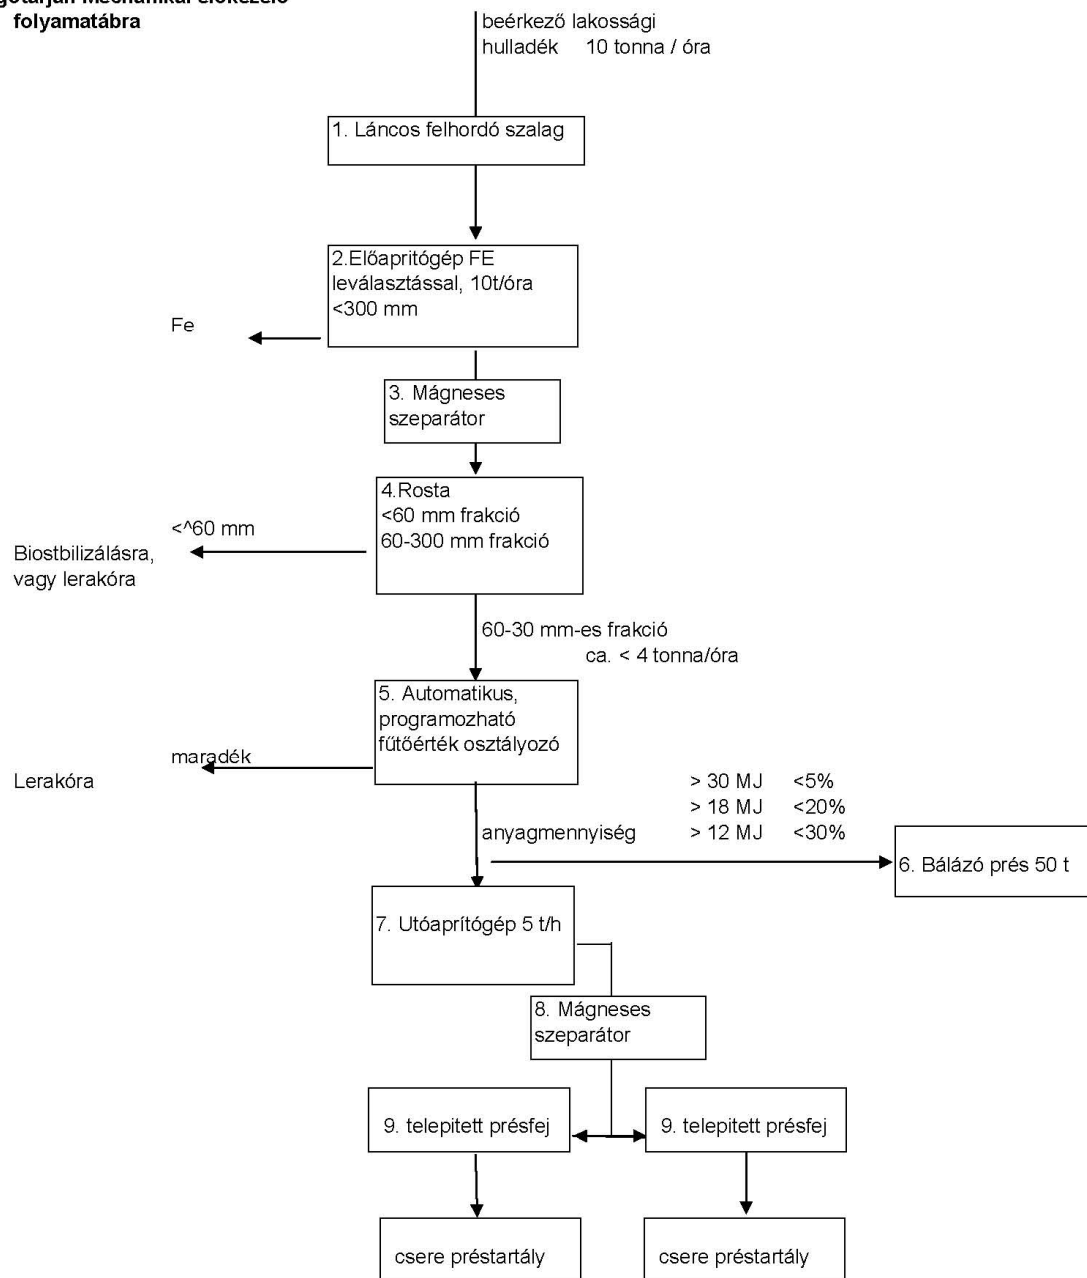 folyamatábra
beérkező lakossági
hulladék 10 tonna / óra
1. Láncos felhordó szalag
2.Előapritógép FE
leválasztással, 10t/óra
<300 mm
Fe
3. Mágneses
szeparátor
4.Rosta
<60 mm frakció
60-300 mm frakció
<^60 mm
Biostbilizálásra,
vagy lerakóra
60-30 mm-es frakció
ca. < 4 tonna/óra
5. Automatikus,
programozható
fűtőérték osztályozó
maradék
Lerakóra
> 30 MJ <5%
> 18 MJ <20%
anyagmennyiség > 12 MJ <30%
6. Bálázó prés 50 t
7. Utóaprítógép 5 t/h
8. Mágneses
szeparátor
9. telepitett présfej
9. telepitett présfej
csere préstartály
csere préstartály